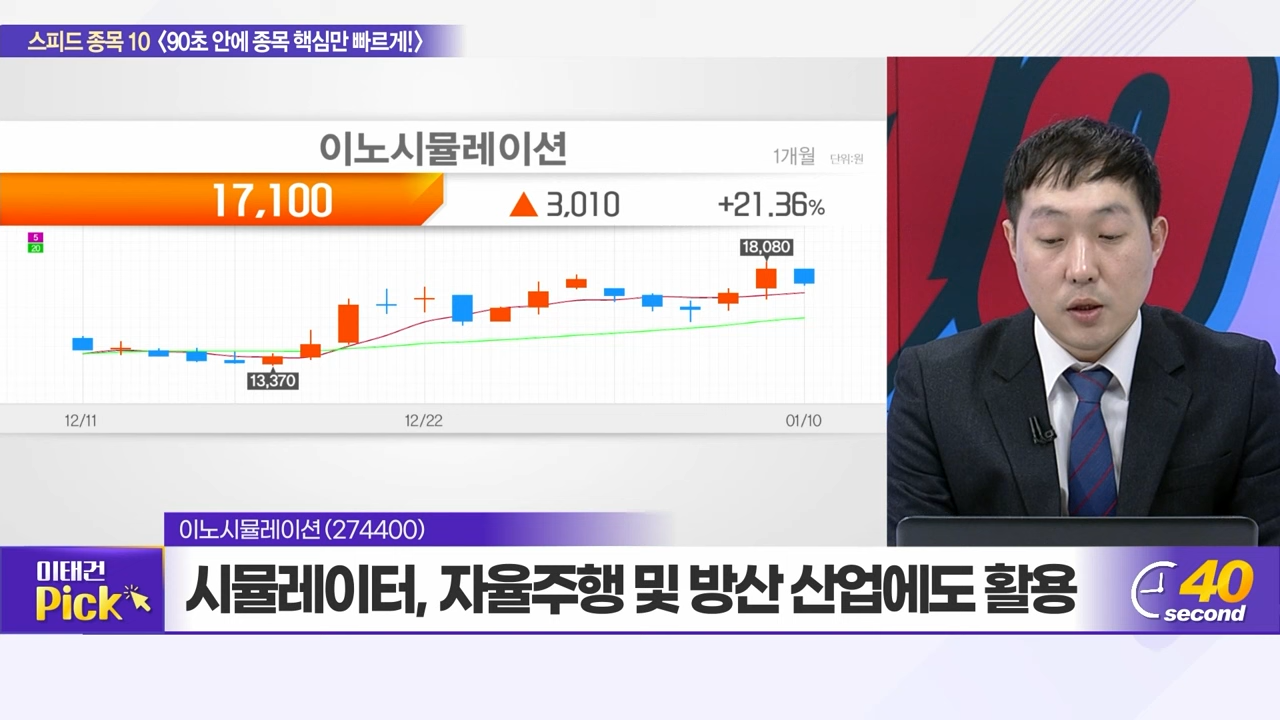 스피드 종목 10 〈90초 안에 종목 핵심만 빠르게!〉
이노시뮬레이션
1개월 단위:원
17,100 ▲ 3,010 +21.36%
5
20
18,080
13,370
12/11 12/22 01/10
이노시뮬레이션(274400)
이태건
Pick
시뮬레이터, 자율주행 및 방산 산업에도 활용
40
second